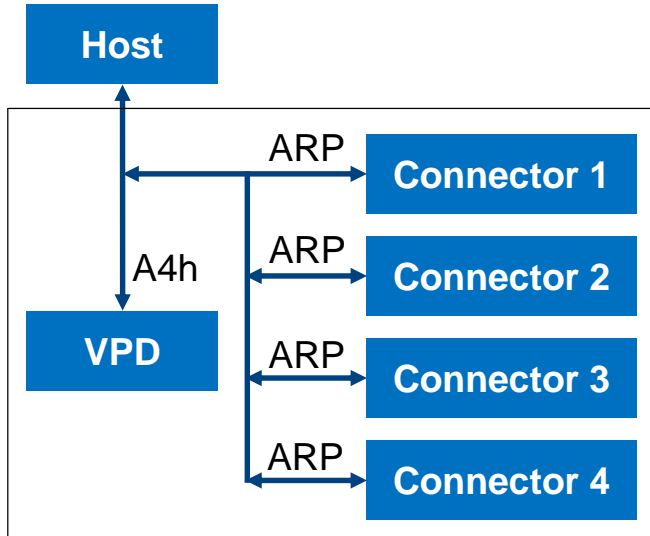 Host
ARP
Connector 1
ARP
Connector 2
A4h
VPD
ARP
Connector 3
ARP
Connector 4